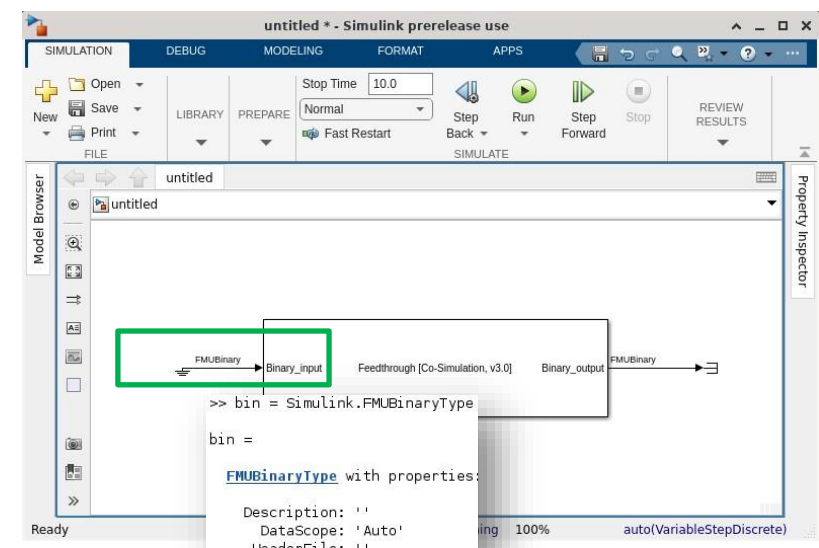 untitled * - Simulink prerelease use
SIMULATION DEBUG MODELING FORMAT APPS
New
Open
Save
Print
FILE
LIBRARY
PREPARE
Stop Time 10.0
Normal
Fast Restart
Step Back
Run
Step Forward
Stop
SIMULATE
REVIEW RESULTS
Model Browser
untitled
untitled
Property Inspector
FMUBinary
Binary_input
Feedthrough [Co-Simulation, v3.0]
Binary_output
FMUBinary
>> bin = Simulink.FMUBinaryType
bin =
FMUBinaryType with properties:
Description: ''
DataScope: 'Auto'
HeaderFile: ''
Ready
100%
auto(VariableStepDiscrete)